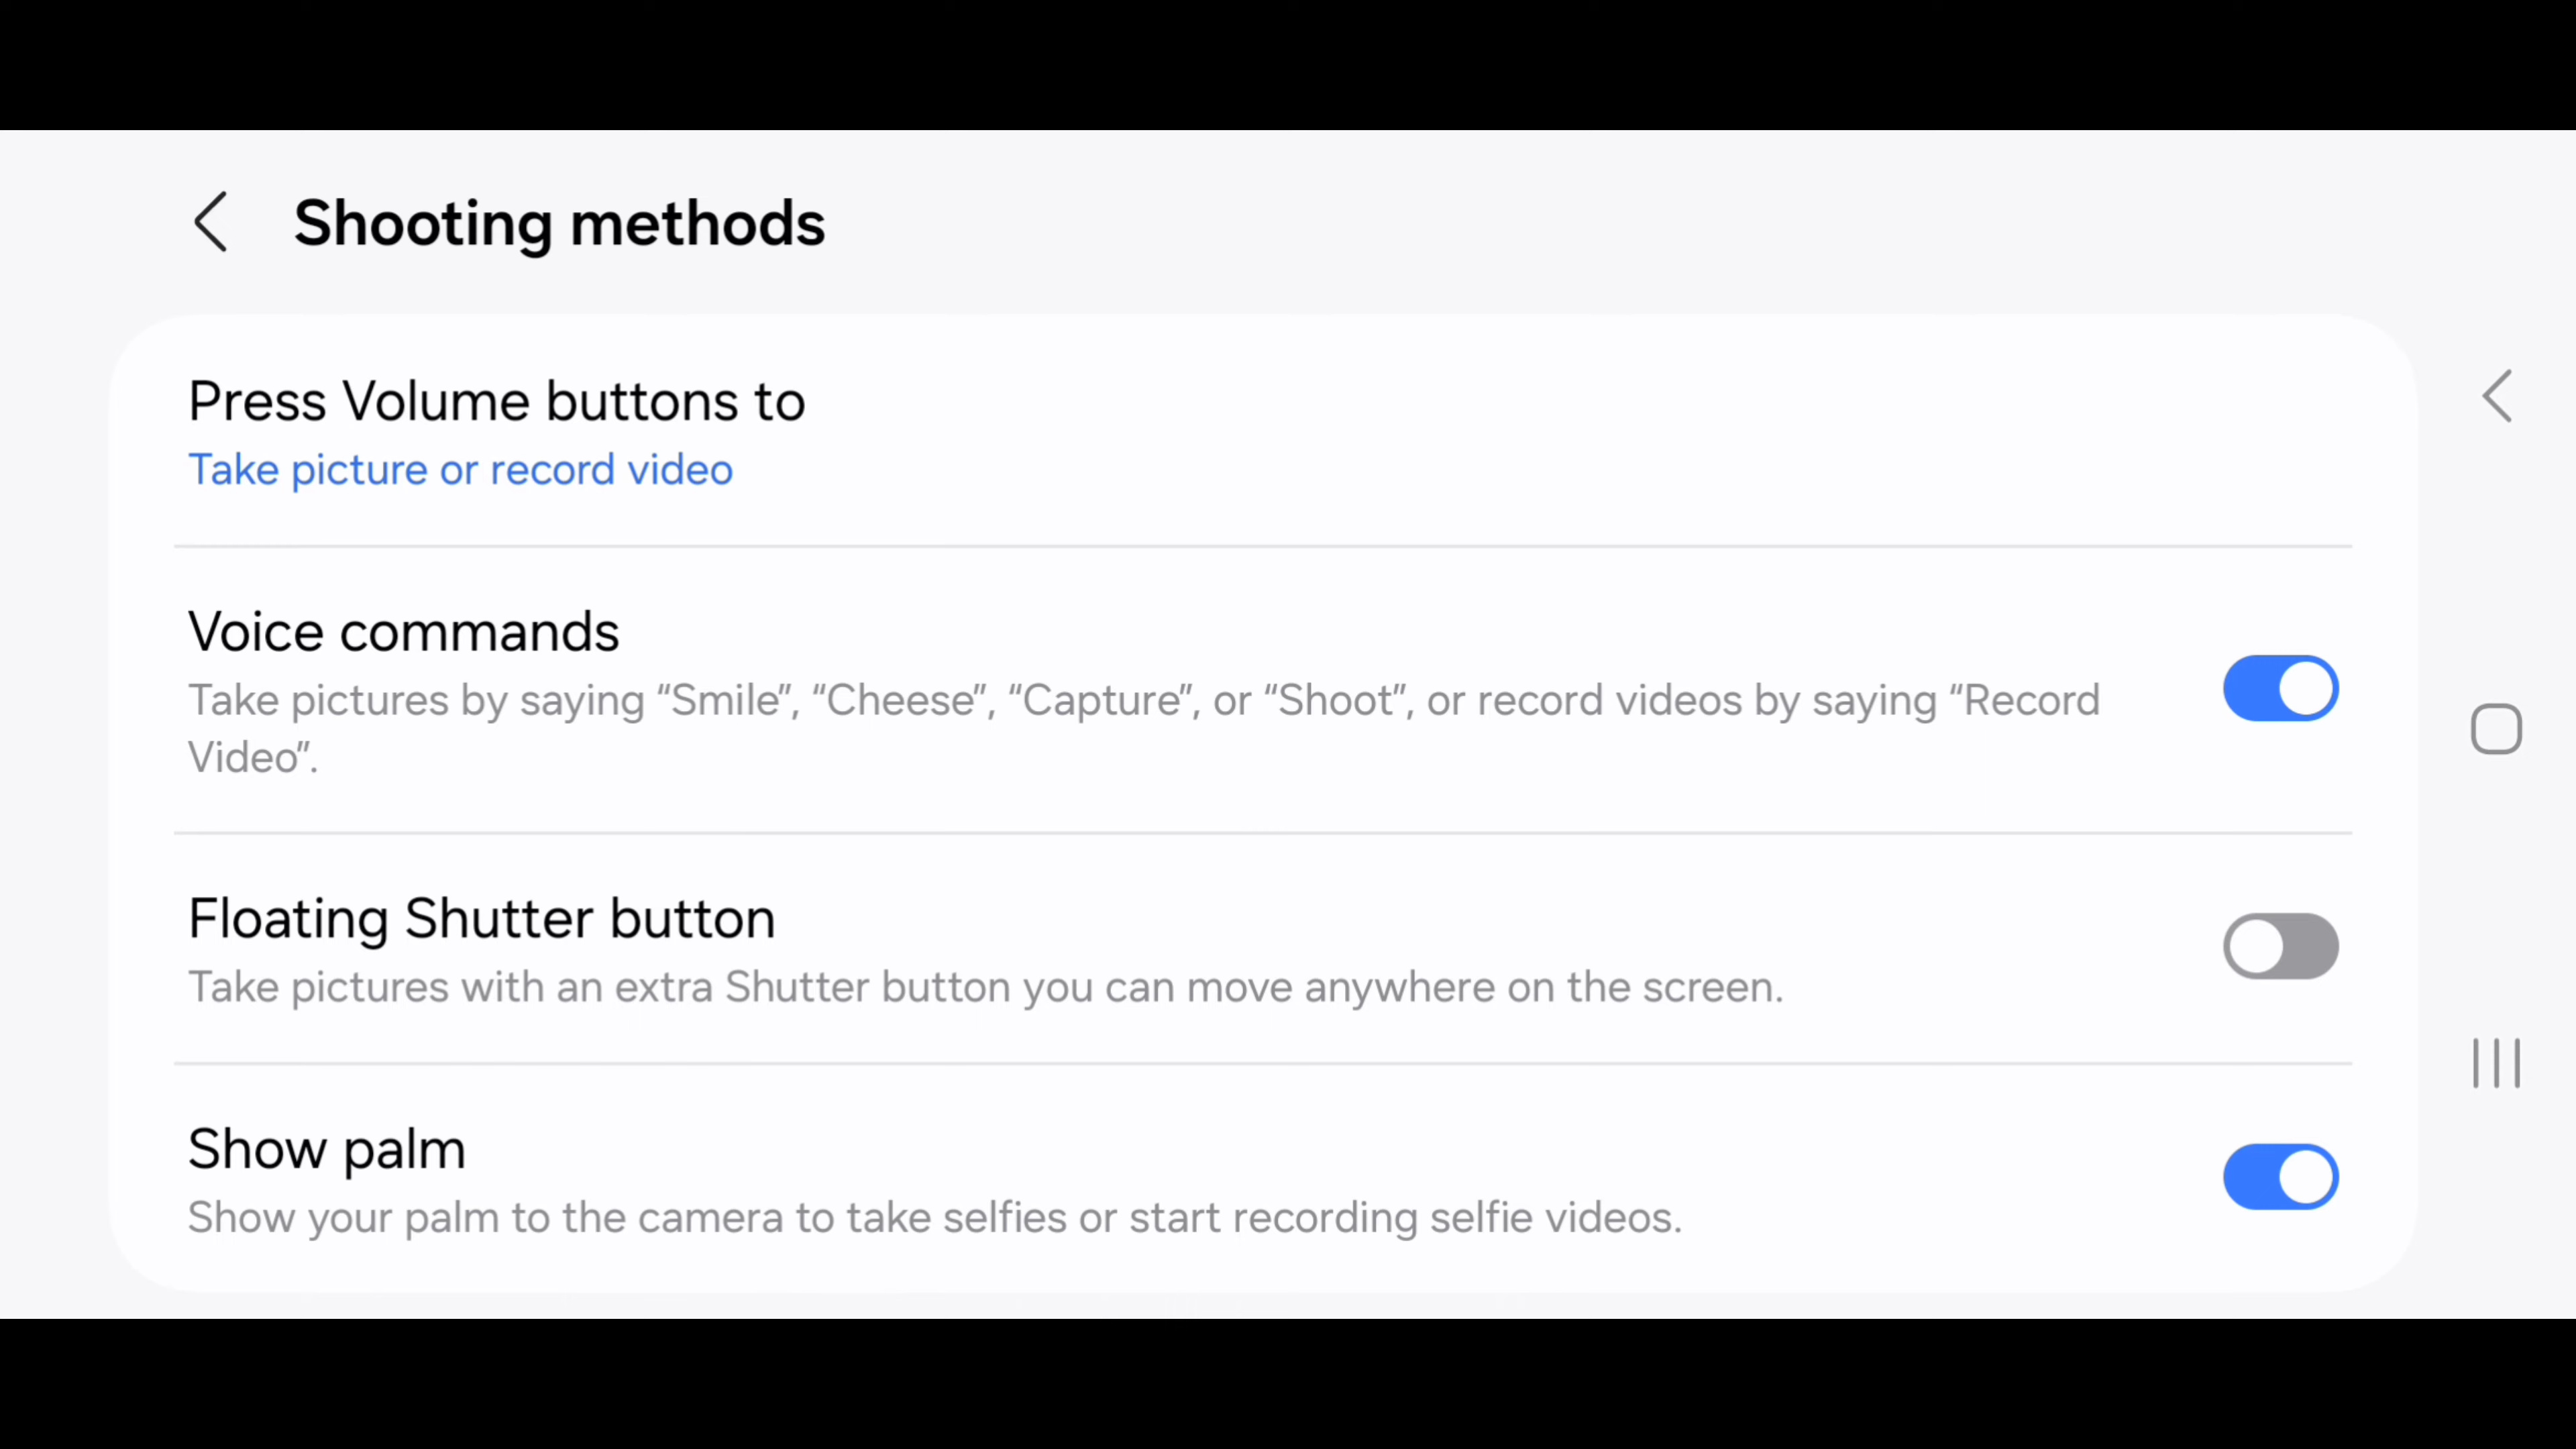 Shooting methods
Press Volume buttons to
Take picture or record video
Voice commands
Take pictures by saying “Smile”, “Cheese”, “Capture”, or “Shoot”, or record videos by saying “Record
Video”.
Floating Shutter button
Take pictures with an extra Shutter button you can move anywhere on the screen.
Show palm
Show your palm to the camera to take selfies or start recording selfie videos.